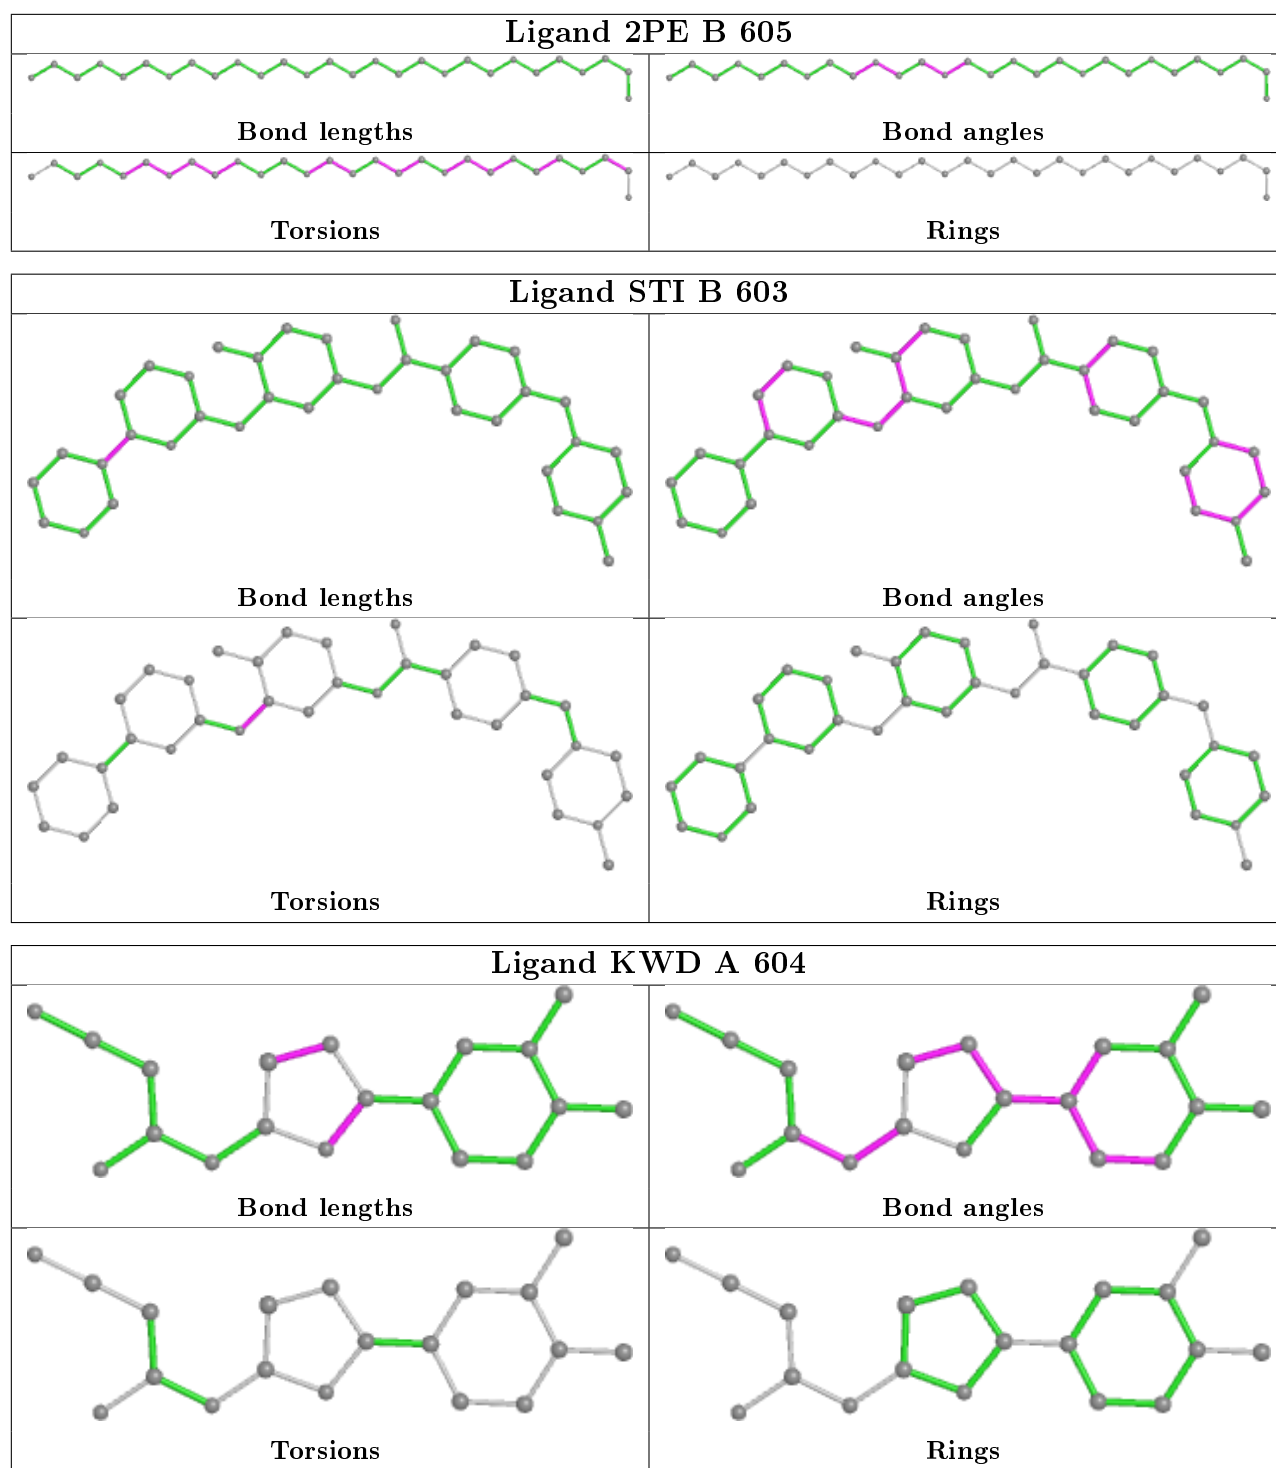 Ligand 2PE B 605
Bond lengths
Bond angles
Torsions
Rings
Ligand STI B 603
Bond lengths
Bond angles
Torsions
Rings
Ligand KWD A 604
Bond lengths
Bond angles
Torsions
Rings